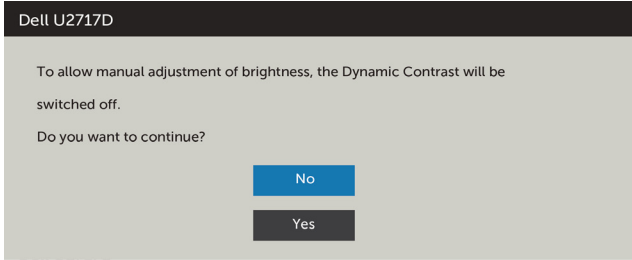 Dell U2717D
To allow manual adjustment of brightness, the Dynamic Contrast will be
switched off.
Do you want to continue?
No
Yes